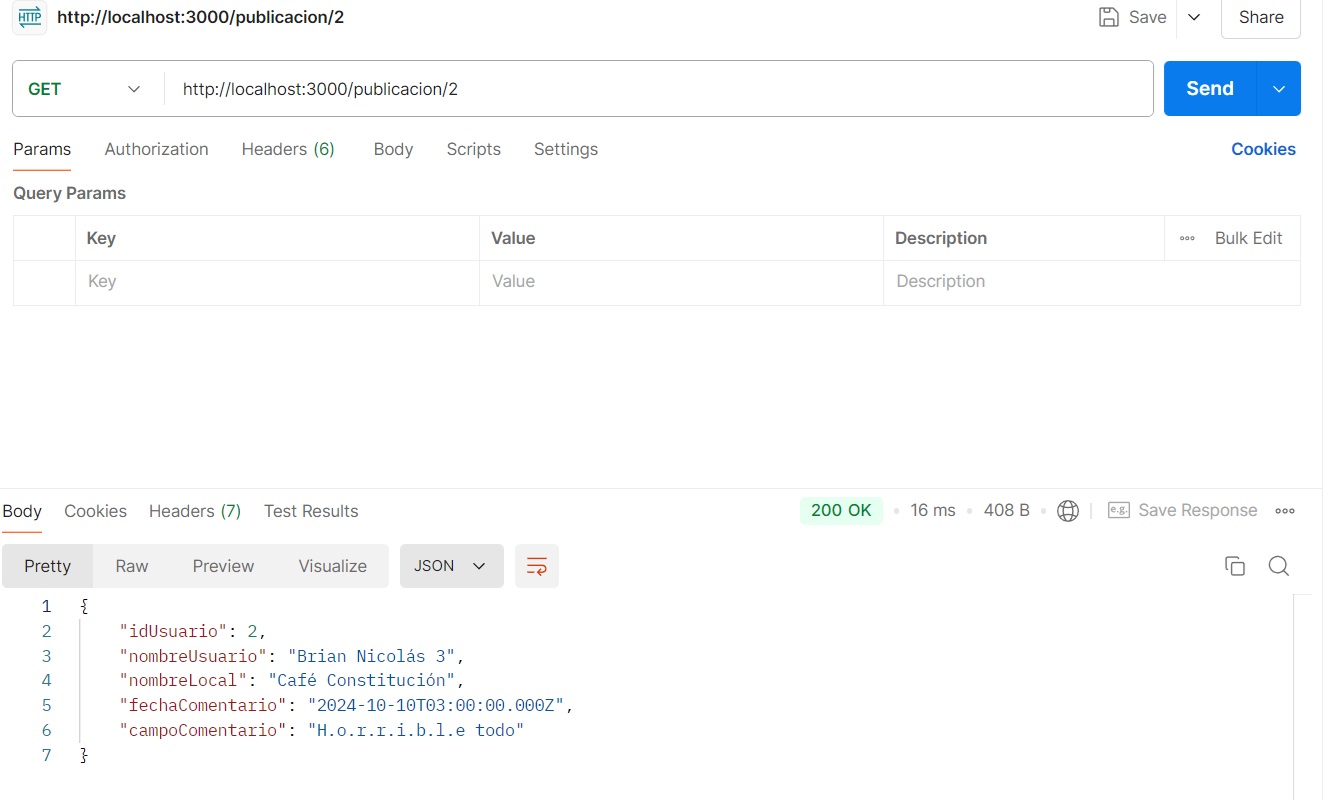 HTTP http://localhost:3000/publicacion/2 Save Share
GET http://localhost:3000/publicacion/2 Send
Params Authorization Headers (6) Body Scripts Settings Cookies
Query Params
Key Value Description Bulk Edit
Key Value Description
Body Cookies Headers (7) Test Results 200 OK 16 ms 408 B e.g. Save Response
Pretty Raw Preview Visualize JSON
1 {
2 "idUsuario": 2,
3 "nombreUsuario": "Brian Nicolás 3",
4 "nombreLocal": "Café Constitución",
5 "fechaComentario": "2024-10-10T03:00:00.000Z",
6 "campoComentario": "H.o.r.r.i.b.l.e todo"
7 }